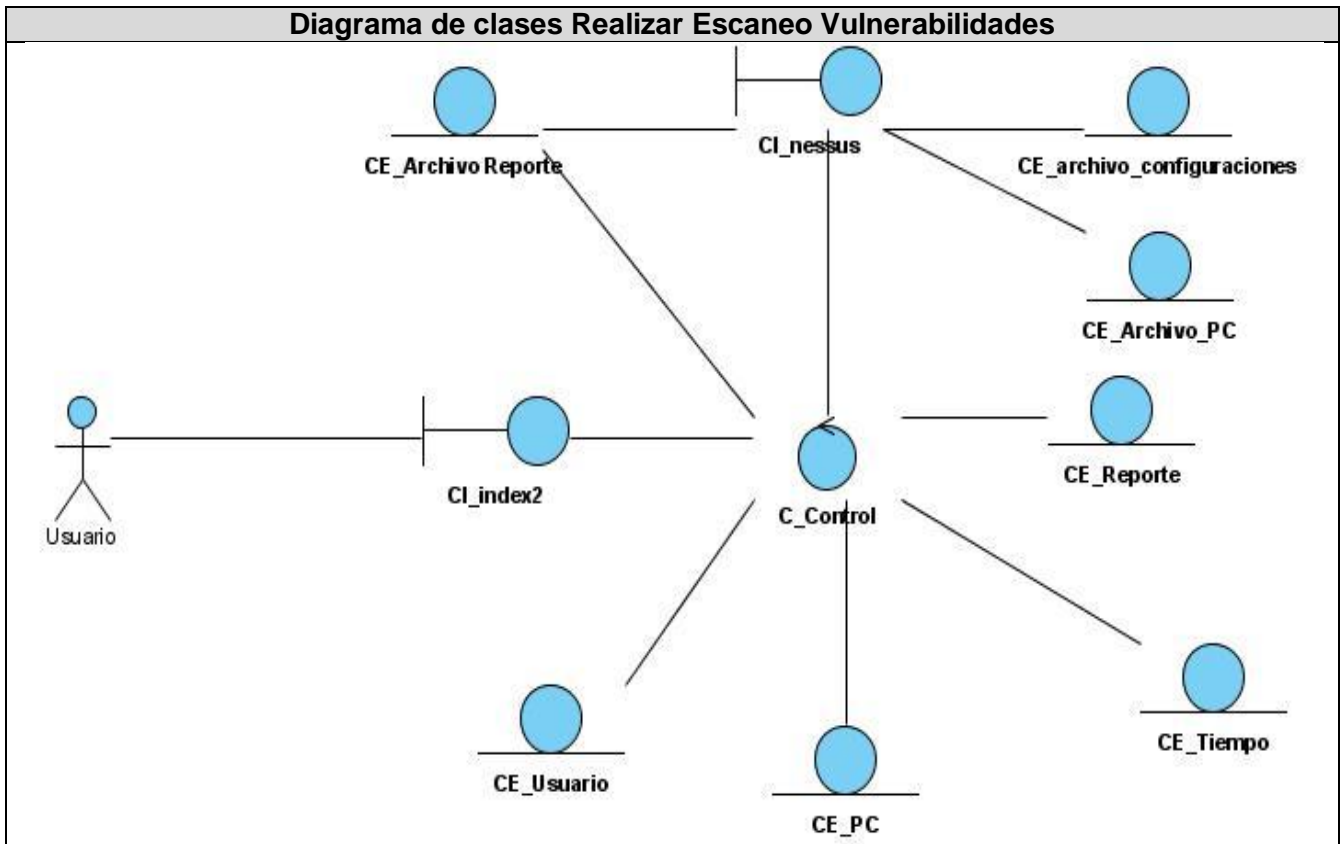 Diagrama de clases Realizar Escaneo Vulnerabilidades
CI_nessus
CE_Archivo Reporte
CE_archivo_configuraciones
CE_Archivo_PC
CE_Reporte
CI_index2
C_Control
Usuario
CE_Tiempo
CE_Usuario
CE_PC